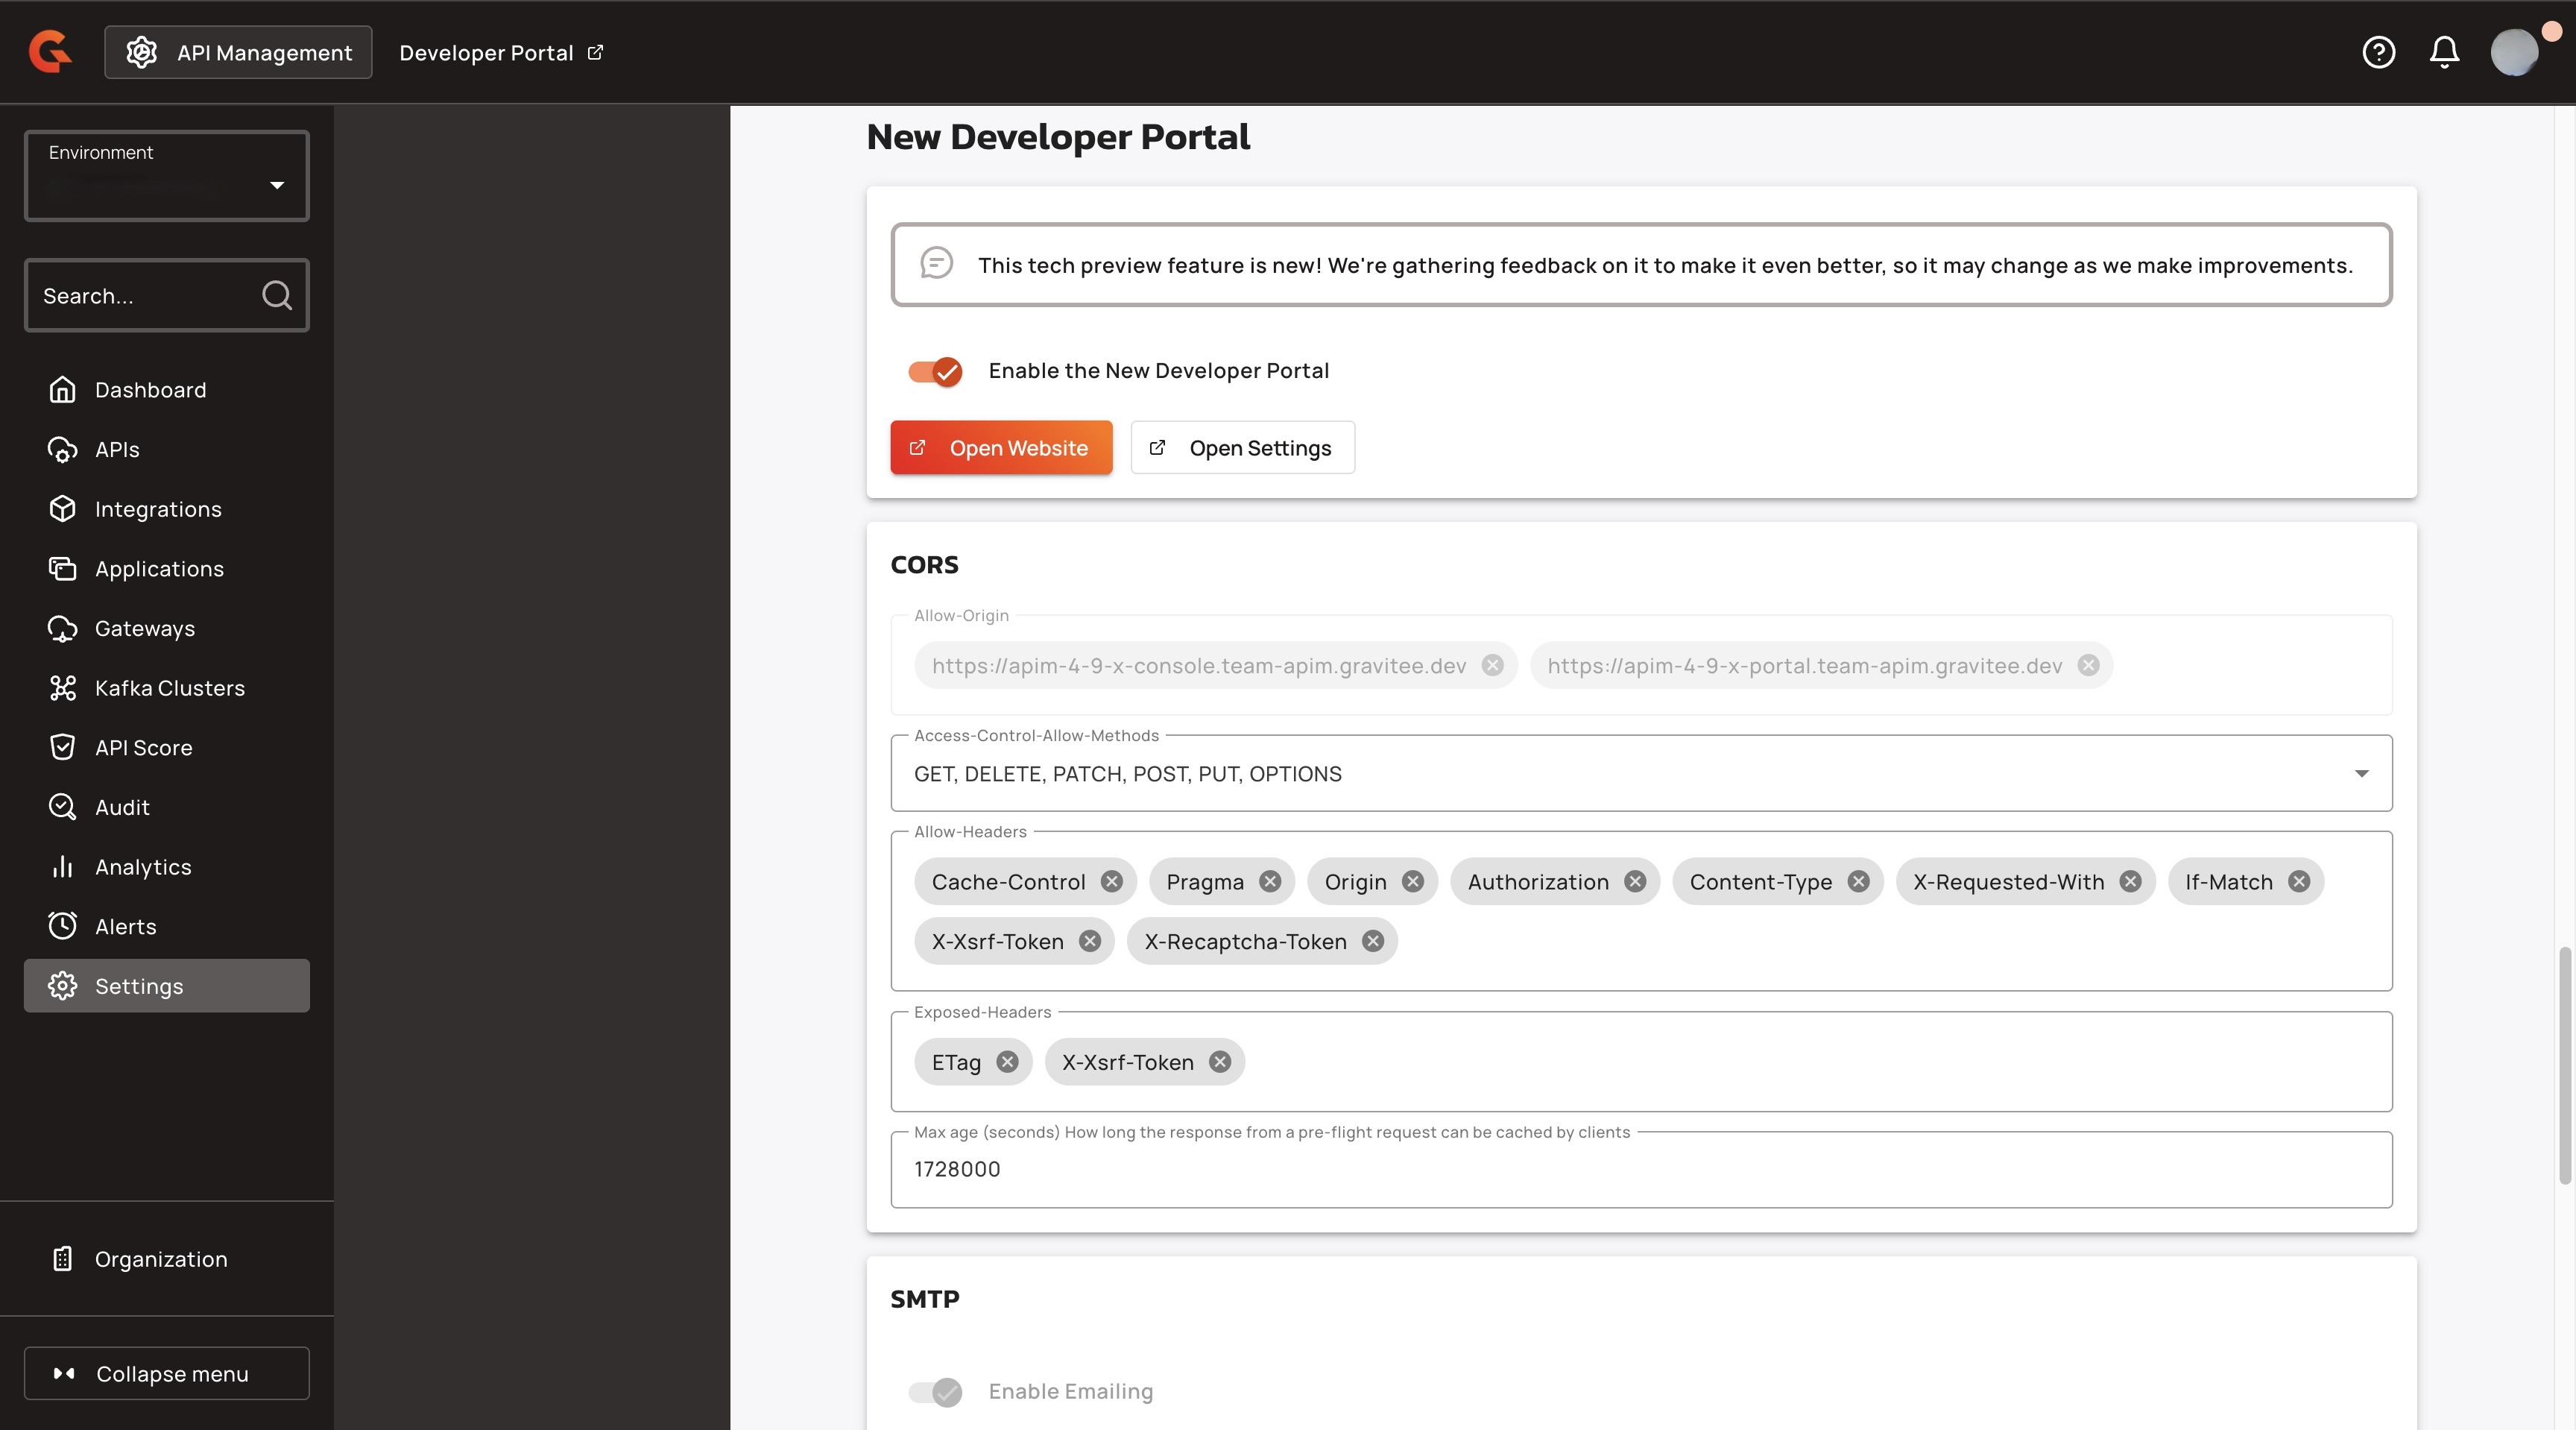 API Management
Developer Portal
Environment
Search...
Dashboard
APIs
Integrations
Applications
Gateways
Kafka Clusters
API Score
Audit
Analytics
Alerts
Settings
Organization
Collapse menu
New Developer Portal
This tech preview feature is new! We're gathering feedback on it to make it even better, so it may change as we make improvements.
Enable the New Developer Portal
Open Website
Open Settings
CORS
Allow-Origin
https://apim-4-9-x-console.team-apim.gravitee.dev https://apim-4-9-x-portal.team-apim.gravitee.dev
Access-Control-Allow-Methods
GET, DELETE, PATCH, POST, PUT, OPTIONS
Allow-Headers
Cache-Control Pragma Origin Authorization Content-Type X-Requested-With If-Match
X-Xsrf-Token X-Recaptcha-Token
Exposed-Headers
ETag X-Xsrf-Token
Max age (seconds) How long the response from a pre-flight request can be cached by clients
1728000
SMTP
Enable Emailing